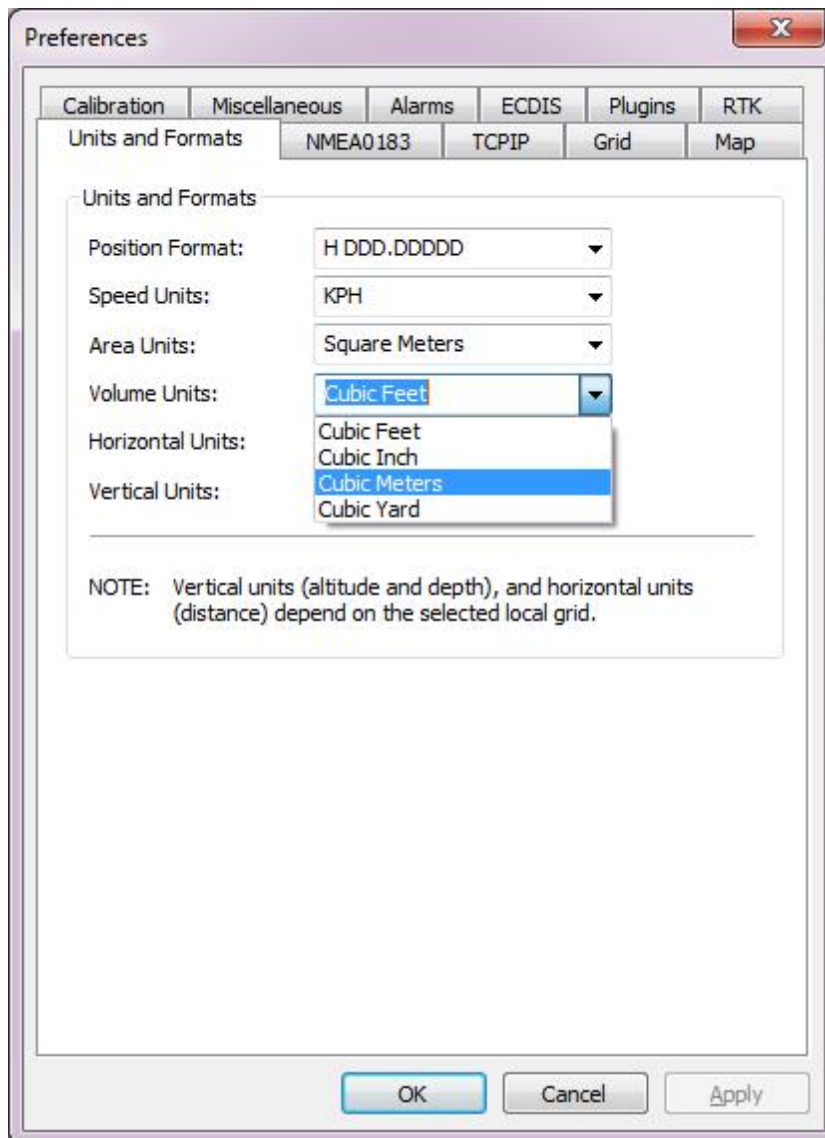 Preferences
X
Calibration Miscellaneous Alarms ECDIS Plugins RTK
Units and Formats NMEA0183 TCPIP Grid Map
Units and Formats
Position Format: H DDD.DDDDD
Speed Units: KPH
Area Units: Square Meters
Volume Units: Cubic Feet
Horizontal Units: Cubic Feet
Cubic Inch
Vertical Units: Cubic Meters
Cubic Yard
NOTE: Vertical units (altitude and depth), and horizontal units
(distance) depend on the selected local grid.
OK Cancel Apply